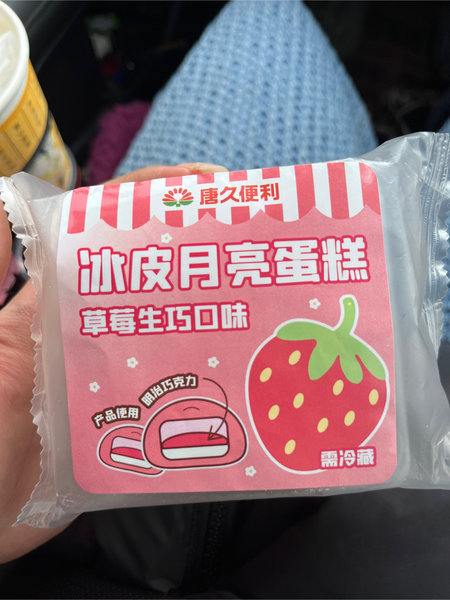 唐久便利
冰皮月亮蛋糕
草莓生巧口味
产品使用
明治巧克力
需冷藏